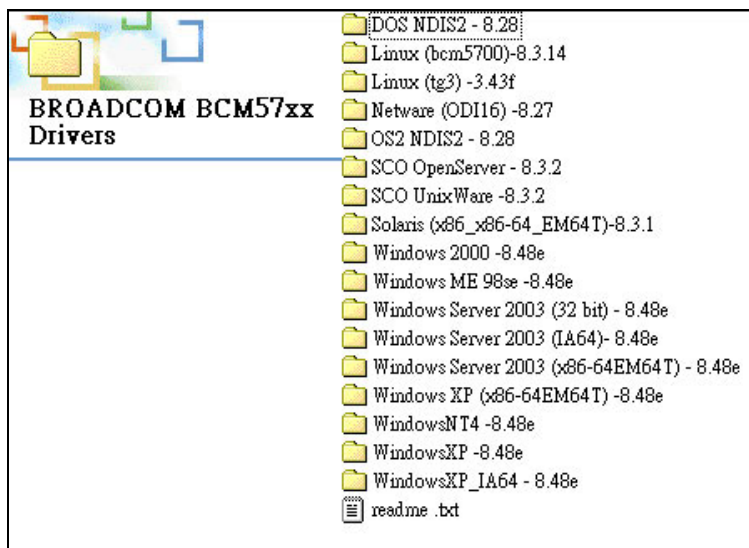 BROADCOM BCM57xx
Drivers
DOS NDIS2 - 8.28
Linux (bcm5700)-8.3.14
Linux (tg3) -3.43f
Netware (ODI16) -8.27
OS2 NDIS2 - 8.28
SCO OpenServer - 8.3.2
SCO UnixWare -8.3.2
Solaris (x86_x86-64_EM64T)-8.3.1
Windows 2000 -8.48e
Windows ME 98se -8.48e
Windows Server 2003 (32 bit) - 8.48e
Windows Server 2003 (IA64)- 8.48e
Windows Server 2003 (x86-64EM64T) - 8.48e
Windows XP (x86-64EM64T) -8.48e
WindowsNT4 -8.48e
WindowsXP -8.48e
WindowsXP_IA64 - 8.48e
readme .txt